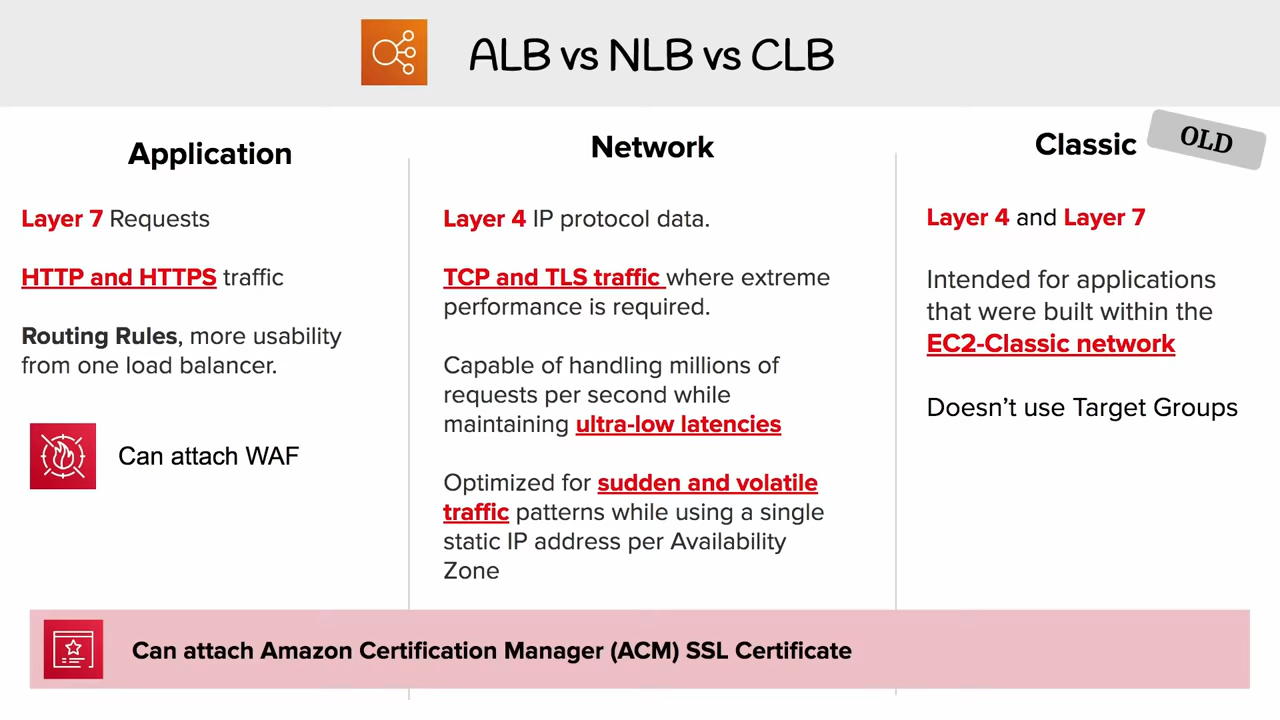 ALB vs NLB vs CLB
Application
Layer 7 Requests
HTTP and HTTPS traffic
Routing Rules, more usability
from one load balancer.
Can attach WAF
Network
Layer 4 IP protocol data.
TCP and TLS traffic where extreme
performance is required.
Capable of handling millions of
requests per second while
maintaining ultra-low latencies
Optimized for sudden and volatile
traffic patterns while using a single
static IP address per Availability
Zone
Classic
OLD
Layer 4 and Layer 7
Intended for applications
that were built within the
EC2-Classic network
Doesn’t use Target Groups
Can attach Amazon Certification Manager (ACM) SSL Certificate